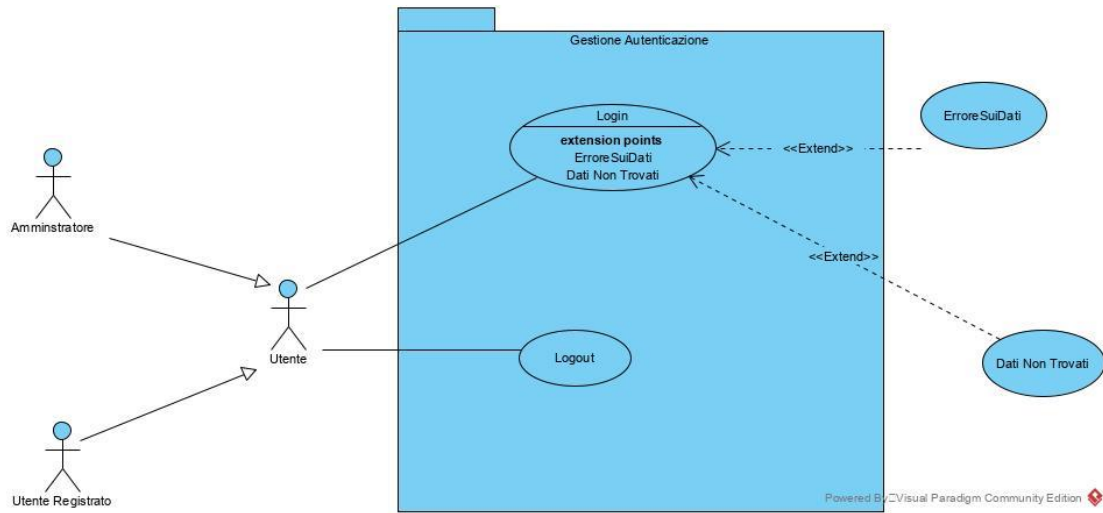 Gestione Autenticazione
Login
extension points
ErroreSuiDati
Dati Non Trovati
ErroreSuiDati
<<Extend>>
Amminstratore
<<Extend>>
Utente
Logout
Dati Non Trovati
Utente Registrato
Powered By Visual Paradigm Community Edition